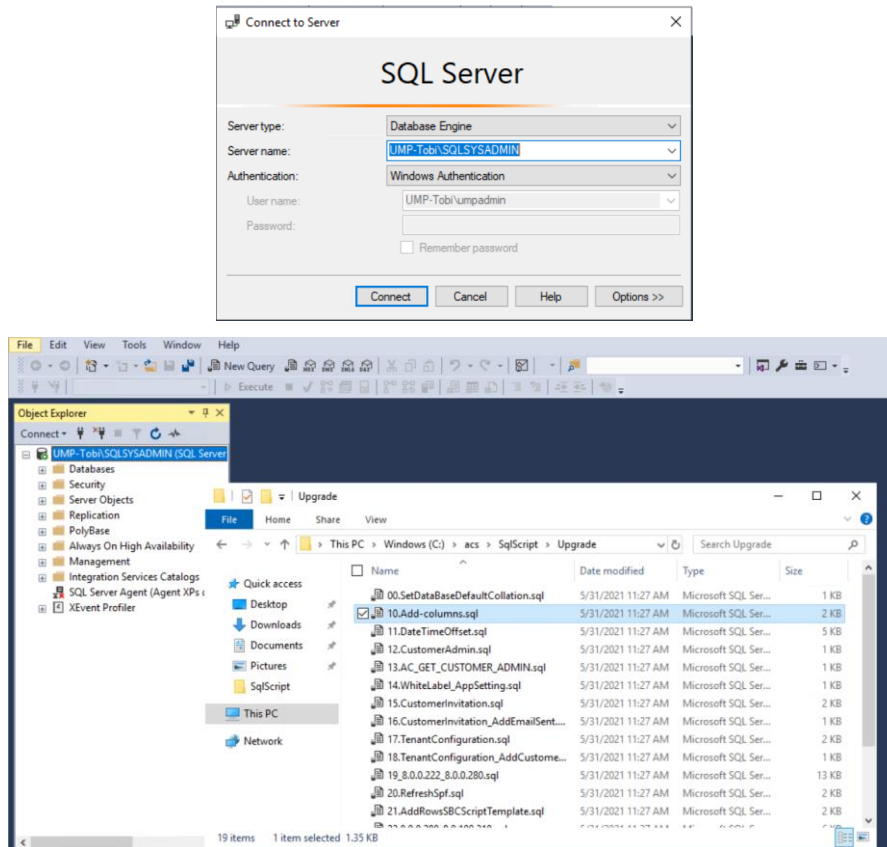 Connect to Server
SQL Server
Server type: Database Engine
Server name: UMP-Tobi\SQLSYSADMIN
Authentication: Windows Authentication
User name: UMP-Tobi\umpadmin
Password:
Remember password
Connect Cancel Help Options >>
File Edit View Tools Window Help
New Query
Execute
Object Explorer
Connect
UMP-Tobi\SQLSYSADMIN (SQL Server
Databases
Security
Server Objects
Replication
PolyBase
Always On High Availability
Management
Integration Services Catalogs
SQL Server Agent (Agent XPs
XEvent Profiler
Upgrade
File Home Share View
This PC > Windows (C:) > acs > SqlScript > Upgrade Search Upgrade
Quick access
Desktop
Downloads
Documents
Pictures
SqlScript
This PC
Network
Name Date modified Type Size
00.SetDataBaseDefaultCollation.sql 5/31/2021 11:27 AM Microsoft SQL Ser... 1 KB
10.Add-columns.sql 5/31/2021 11:27 AM Microsoft SQL Ser... 2 KB
11.DateTimeOffset.sql 5/31/2021 11:27 AM Microsoft SQL Ser... 5 KB
12.CustomerAdmin.sql 5/31/2021 11:27 AM Microsoft SQL Ser... 1 KB
13.AC_GET_CUSTOMER_ADMIN.sql 5/31/2021 11:27 AM Microsoft SQL Ser... 1 KB
14.WhiteLabel_AppSetting.sql 5/31/2021 11:27 AM Microsoft SQL Ser... 1 KB
15.CustomerInvitation.sql 5/31/2021 11:27 AM Microsoft SQL Ser... 2 KB
16.CustomerInvitation_AddEmailSent.... 5/31/2021 11:27 AM Microsoft SQL Ser... 1 KB
17.TenantConfiguration.sql 5/31/2021 11:27 AM Microsoft SQL Ser... 2 KB
18.TenantConfiguration_AddCustome... 5/31/2021 11:27 AM Microsoft SQL Ser... 1 KB
19_8.0.0.222_8.0.0.280.sql 5/31/2021 11:27 AM Microsoft SQL Ser... 13 KB
20.RefreshSpf.sql 5/31/2021 11:27 AM Microsoft SQL Ser... 2 KB
21.AddRowsSBCScriptTemplate.sql 5/31/2021 11:27 AM Microsoft SQL Ser... 2 KB
19 items 1 item selected 1.35 KB